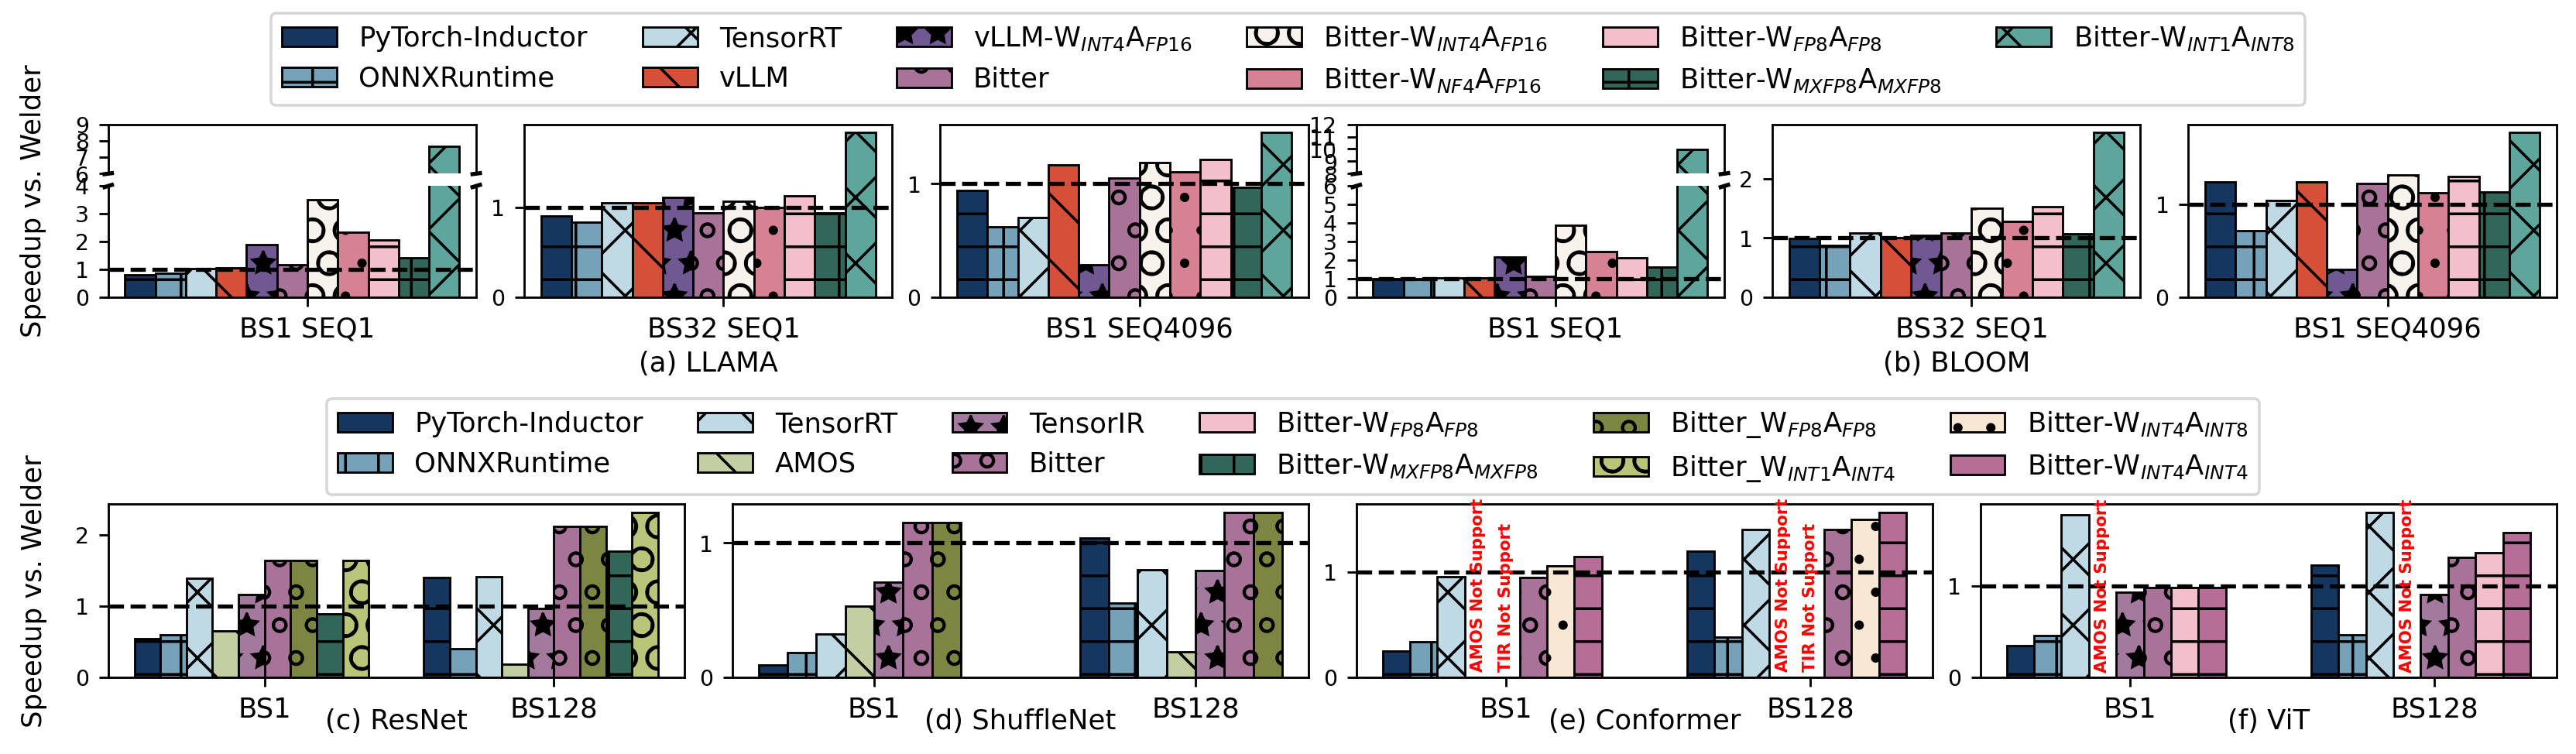 PyTorch-Inductor TensorRT vLLM-W_INT4A_FP16 Bitter-W_INT4A_FP16 Bitter-W_FP8A_FP8 Bitter-W_INT1A_INT8
ONNXRuntime vLLM Bitter Bitter-W_NF4A_FP16 Bitter-W_MXFP8A_MXFP8
Speedup vs. Welder
9
8
7
6
4
3
2
1
0
BS1 SEQ1
1
0
BS32 SEQ1
1
0
BS1 SEQ4096
(a) LLAMA
12
11
10
9
8
6
5
4
3
2
1
0
BS1 SEQ1
2
1
0
BS32 SEQ1
1
0
BS1 SEQ4096
(b) BLOOM
PyTorch-Inductor TensorRT TensorIR Bitter-W_FP8A_FP8 Bitter_W_FP8A_FP8 Bitter-W_INT4A_INT8
ONNXRuntime AMOS Bitter Bitter-W_MXFP8A_MXFP8 Bitter_W_INT1A_INT4 Bitter-W_INT4A_INT4
Speedup vs. Welder
2
1
0
BS1 BS128
(c) ResNet
1
0
BS1 BS128
(d) ShuffleNet
1
0
AMOS Not Support
TIR Not Support
AMOS Not Support
TIR Not Support
BS1 BS128
(e) Conformer
1
0
AMOS Not Support
AMOS Not Support
BS1 BS128
(f) ViT